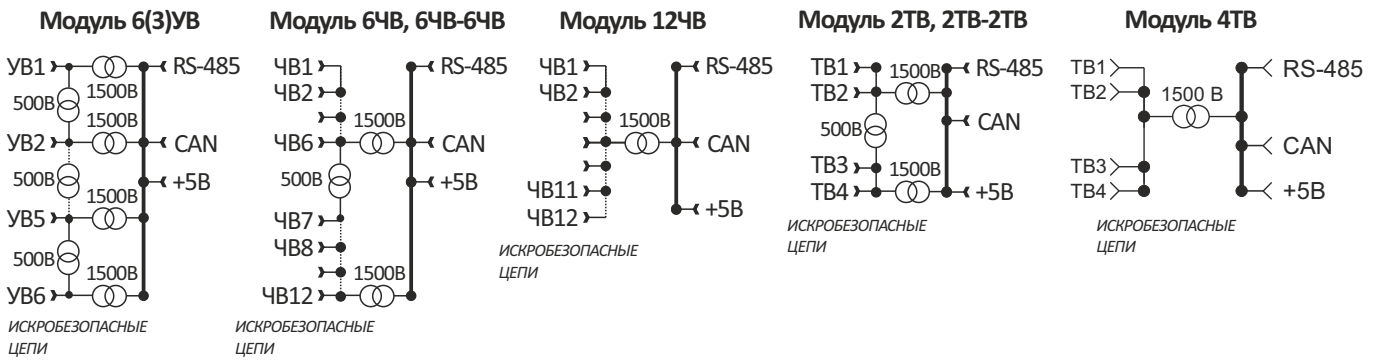 Модуль 6(3)УВ
УВ1
RS-485
1500В
500В
1500В
УВ2
CAN
500В
+5В
1500В
УВ5
500В
1500В
УВ6
ИСКРОБЕЗОПАСНЫЕ
ЦЕПИ
Модуль 6ЧВ, 6ЧВ-6ЧВ
ЧВ1
RS-485
ЧВ2
1500В
ЧВ6
CAN
500В
+5В
ЧВ7
ЧВ8
1500В
ЧВ12
ИСКРОБЕЗОПАСНЫЕ
ЦЕПИ
Модуль 12ЧВ
ЧВ1
RS-485
ЧВ2
1500В
CAN
ЧВ11
+5В
ЧВ12
ИСКРОБЕЗОПАСНЫЕ
ЦЕПИ
Модуль 2ТВ, 2ТВ-2ТВ
ТВ1
1500В
RS-485
ТВ2
500В
CAN
ТВ3
1500В
ТВ4
+5В
ИСКРОБЕЗОПАСНЫЕ
ЦЕПИ
Модуль 4ТВ
ТВ1
RS-485
ТВ2
1500 В
CAN
ТВ3
ТВ4
+5В
ИСКРОБЕЗОПАСНЫЕ
ЦЕПИ